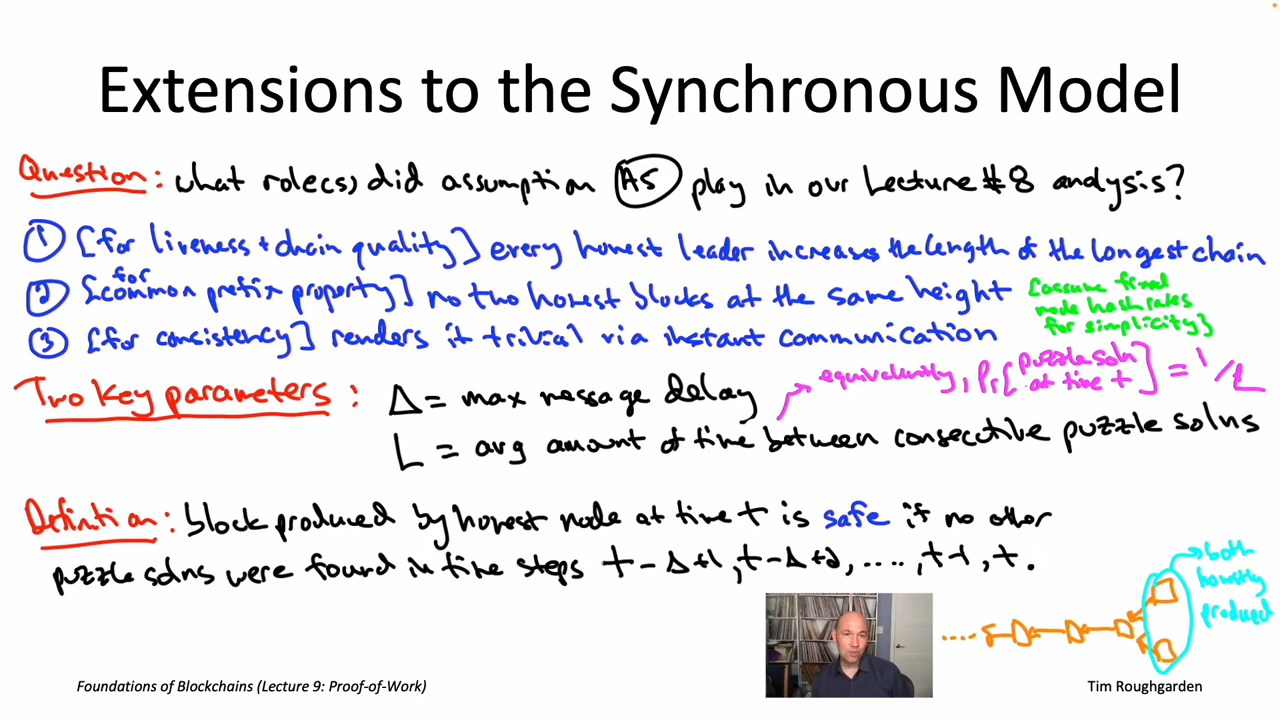 Extensions to the Synchronous Model
Question: what role(s) did assumption A5 play in our Lecture #8 analysis?
① [for liveness + chain quality] every honest leader increases the length of the longest chain
② [for common prefix property] no two honest blocks at the same height
[assume fixed
node hash rates
for simplicity]
③ [for consistency] renders it trivial via instant communication
Two key parameters: Δ = max message delay
→ equivalently, Pr[puzzle soln at time t] = 1/L
L = avg amount of time between consecutive puzzle solns
Definition: block produced by honest node at time t is safe if no other
puzzle solns were found in time steps t-Δ+1, t-Δ+2, ...., t-1, t.
both
honestly
produced
Foundations of Blockchains (Lecture 9: Proof-of-Work)
Tim Roughgarden